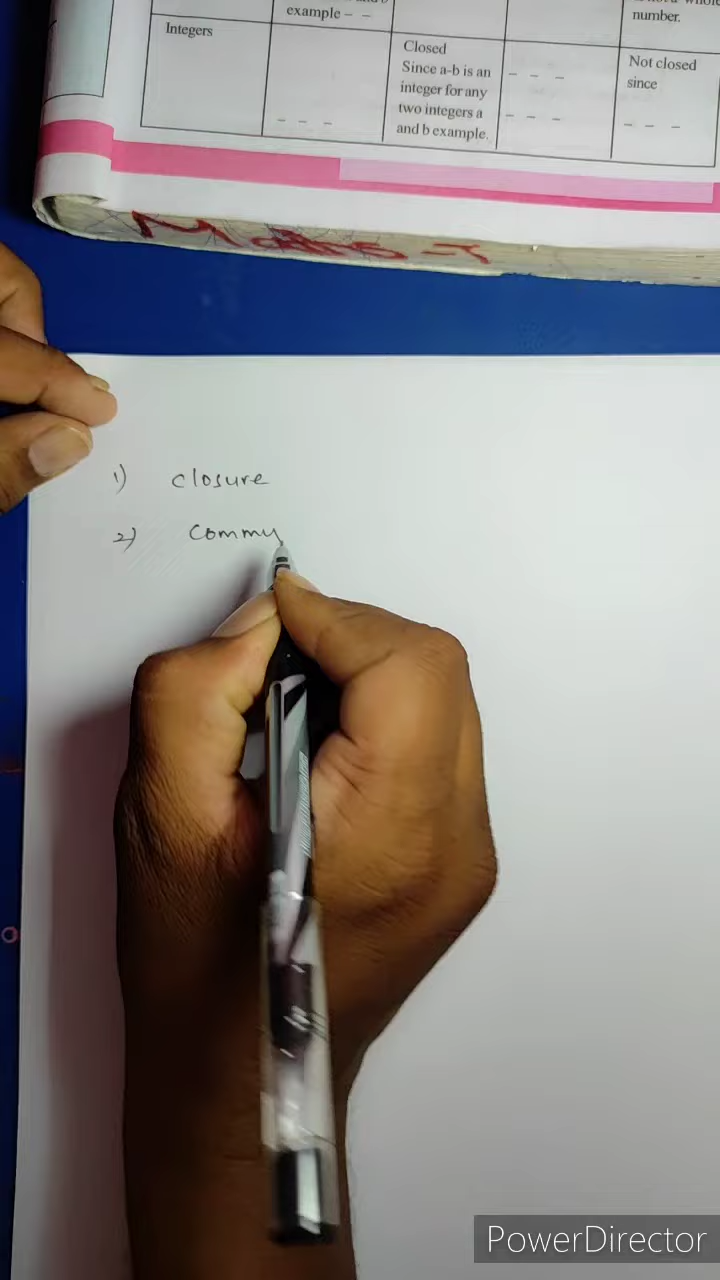 example – –
number.
Integers
Closed
Since a-b is an
integer for any
two integers a
and b example.
– – –
– – –
– – –
Not closed
since
– – –
Maths -
1) closure
2) commu
PowerDirector